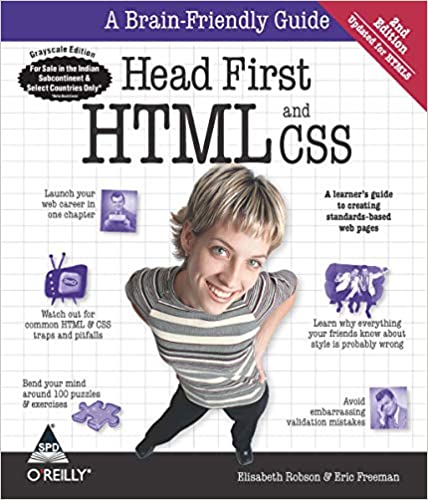 A Brain-Friendly Guide
2nd Edition
Updated for HTML5
Grayscale Edition
For Sale in the Indian
Subcontinent &
Select Countries Only*
Head First
HTML and
CSS
Launch your
web career in
one chapter
A learner's guide
to creating
standards-based
web pages
Watch out for
common HTML & CSS
traps and pitfalls
Learn why everything
your friends know about
style is probably wrong
Bend your mind
around 100 puzzles
& exercises
Avoid
embarrassing
validation mistakes
SPD
O'REILLY®
Elisabeth Robson & Eric Freeman